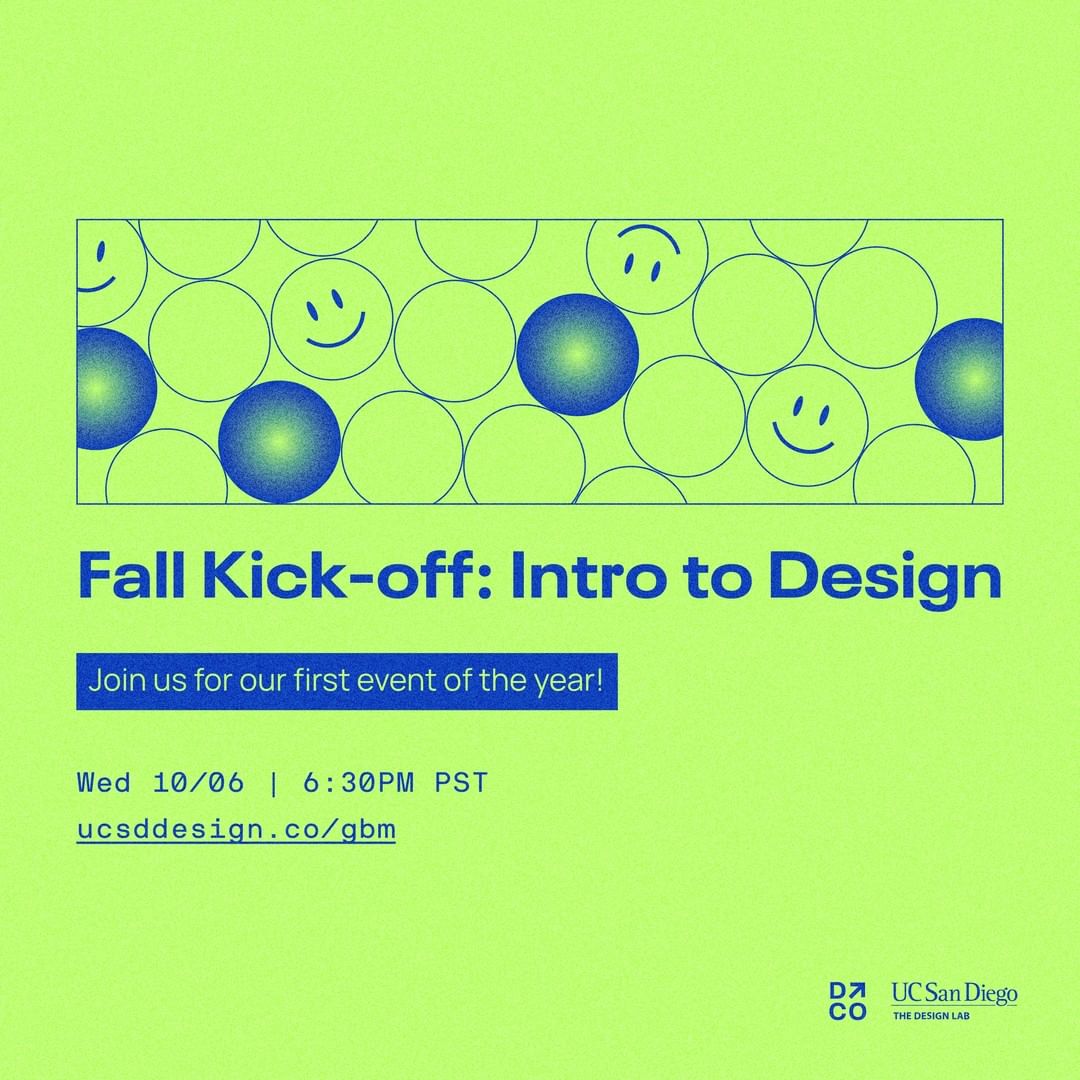 Fall Kick-off: Intro to Design
Join us for our first event of the year!
Wed 10/06 | 6:30PM PST
ucsddesign.co/gbm
D
CO
UC San Diego
THE DESIGN LAB